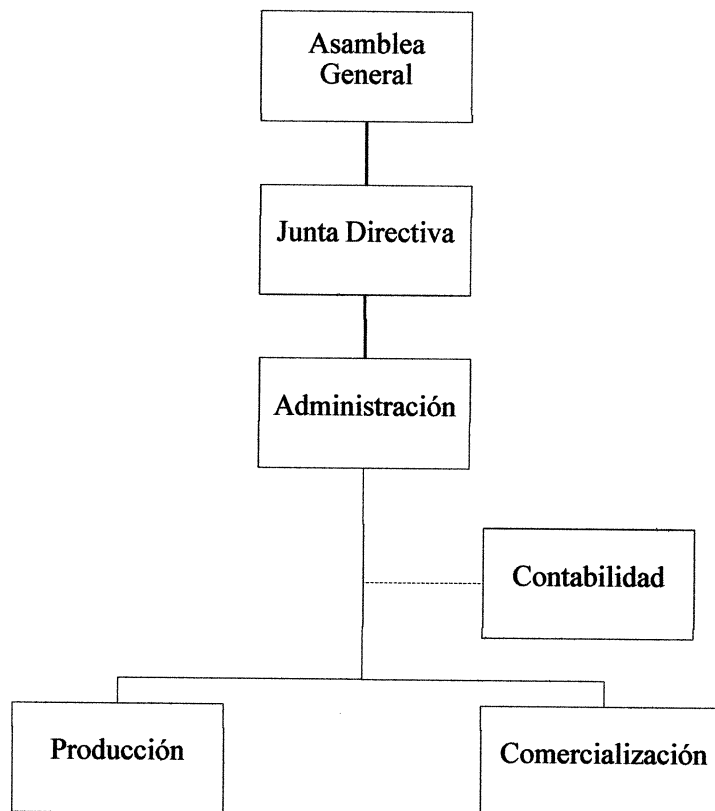 Asamblea
General
Junta Directiva
Administración
Contabilidad
Producción
Comercialización